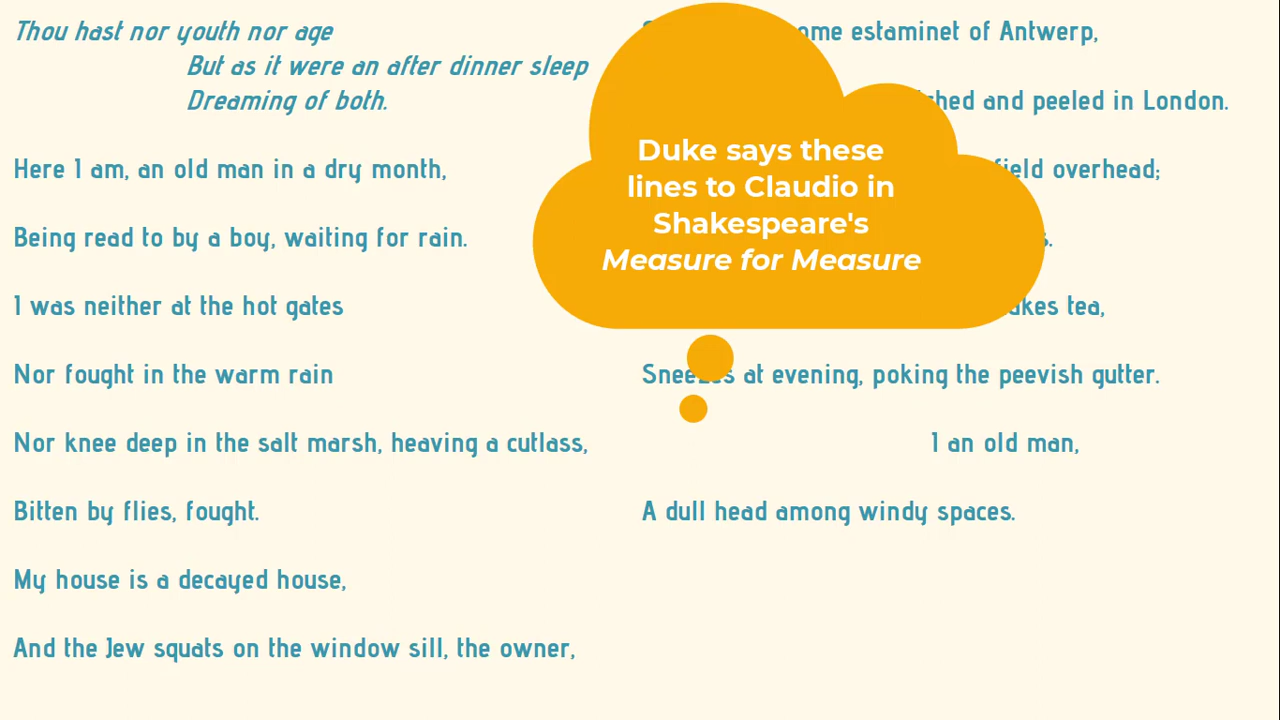 Thou hast nor youth nor age
But as it were an after dinner sleep
Dreaming of both.
Here I am, an old man in a dry month,
Being read to by a boy, waiting for rain.
I was neither at the hot gates
Nor fought in the warm rain
Nor knee deep in the salt marsh, heaving a cutlass,
Bitten by flies, fought.
My house is a decayed house,
And the Jew squats on the window sill, the owner,
estaminet of Antwerp,
and peeled in London.
overhead;
tea,
Sneezes at evening, poking the peevish gutter.
I an old man,
A dull head among windy spaces.
Duke says these
lines to Claudio in
Shakespeare's
Measure for Measure